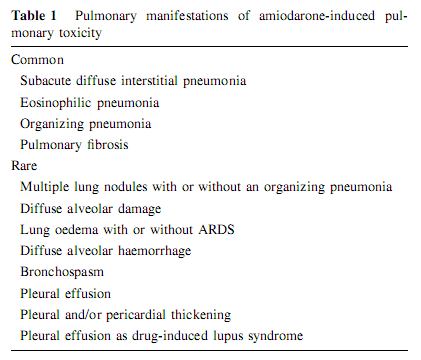 Table 1 Pulmonary manifestations of amiodarone-induced pul-
monary toxicity
Common
Subacute diffuse interstitial pneumonia
Eosinophilic pneumonia
Organizing pneumonia
Pulmonary fibrosis
Rare
Multiple lung nodules with or without an organizing pneumonia
Diffuse alveolar damage
Lung oedema with or without ARDS
Diffuse alveolar haemorrhage
Bronchospasm
Pleural effusion
Pleural and/or pericardial thickening
Pleural effusion as drug-induced lupus syndrome